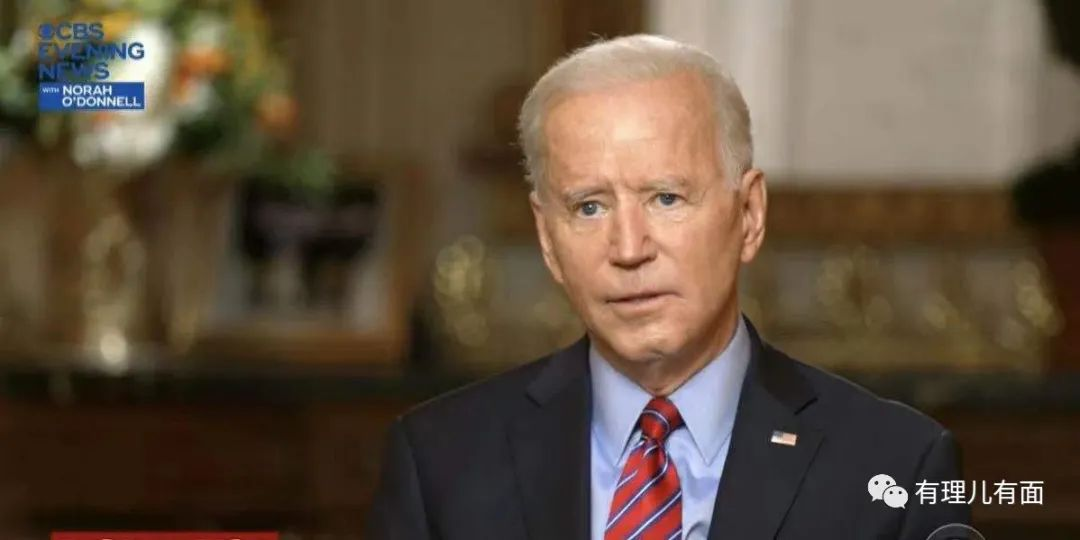 CBS
EVENING
NEWS
WITH NORAH
O'DONNELL
有理儿有面